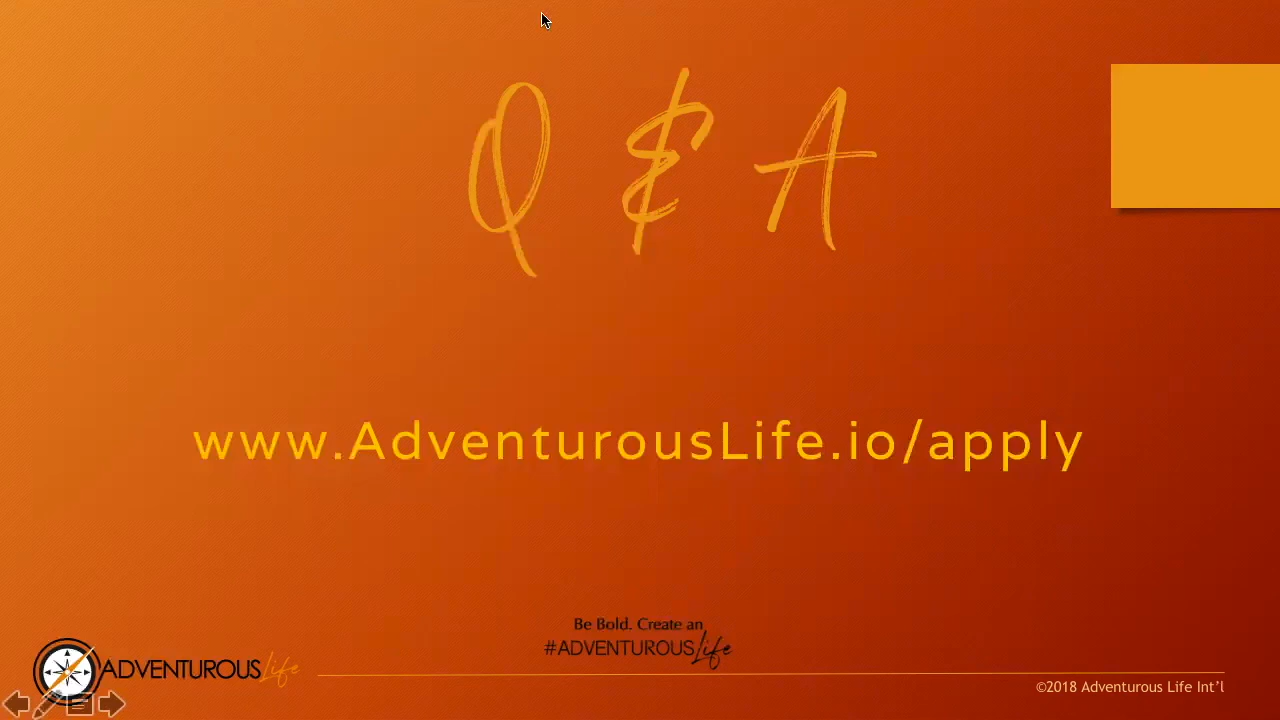 Q & A
www.AdventurousLife.io/apply
Be Bold. Create an
#ADVENTUROUSLife
ADVENTUROUSLife
©2018 Adventurous Life Int'l